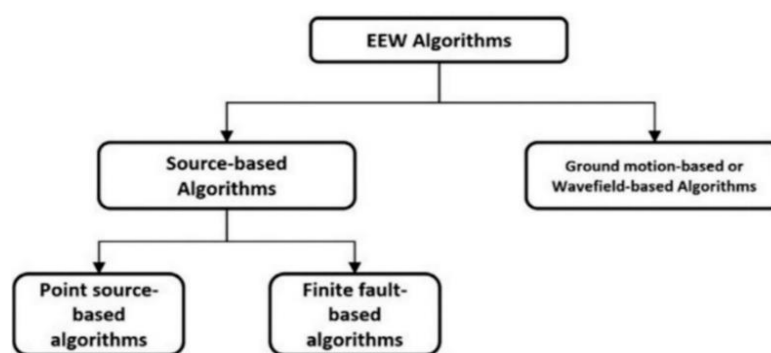 EEW Algorithms
Source-based
Algorithms
Ground motion-based or
Wavefield-based Algorithms
Point source-
based
algorithms
Finite fault-
based
algorithms